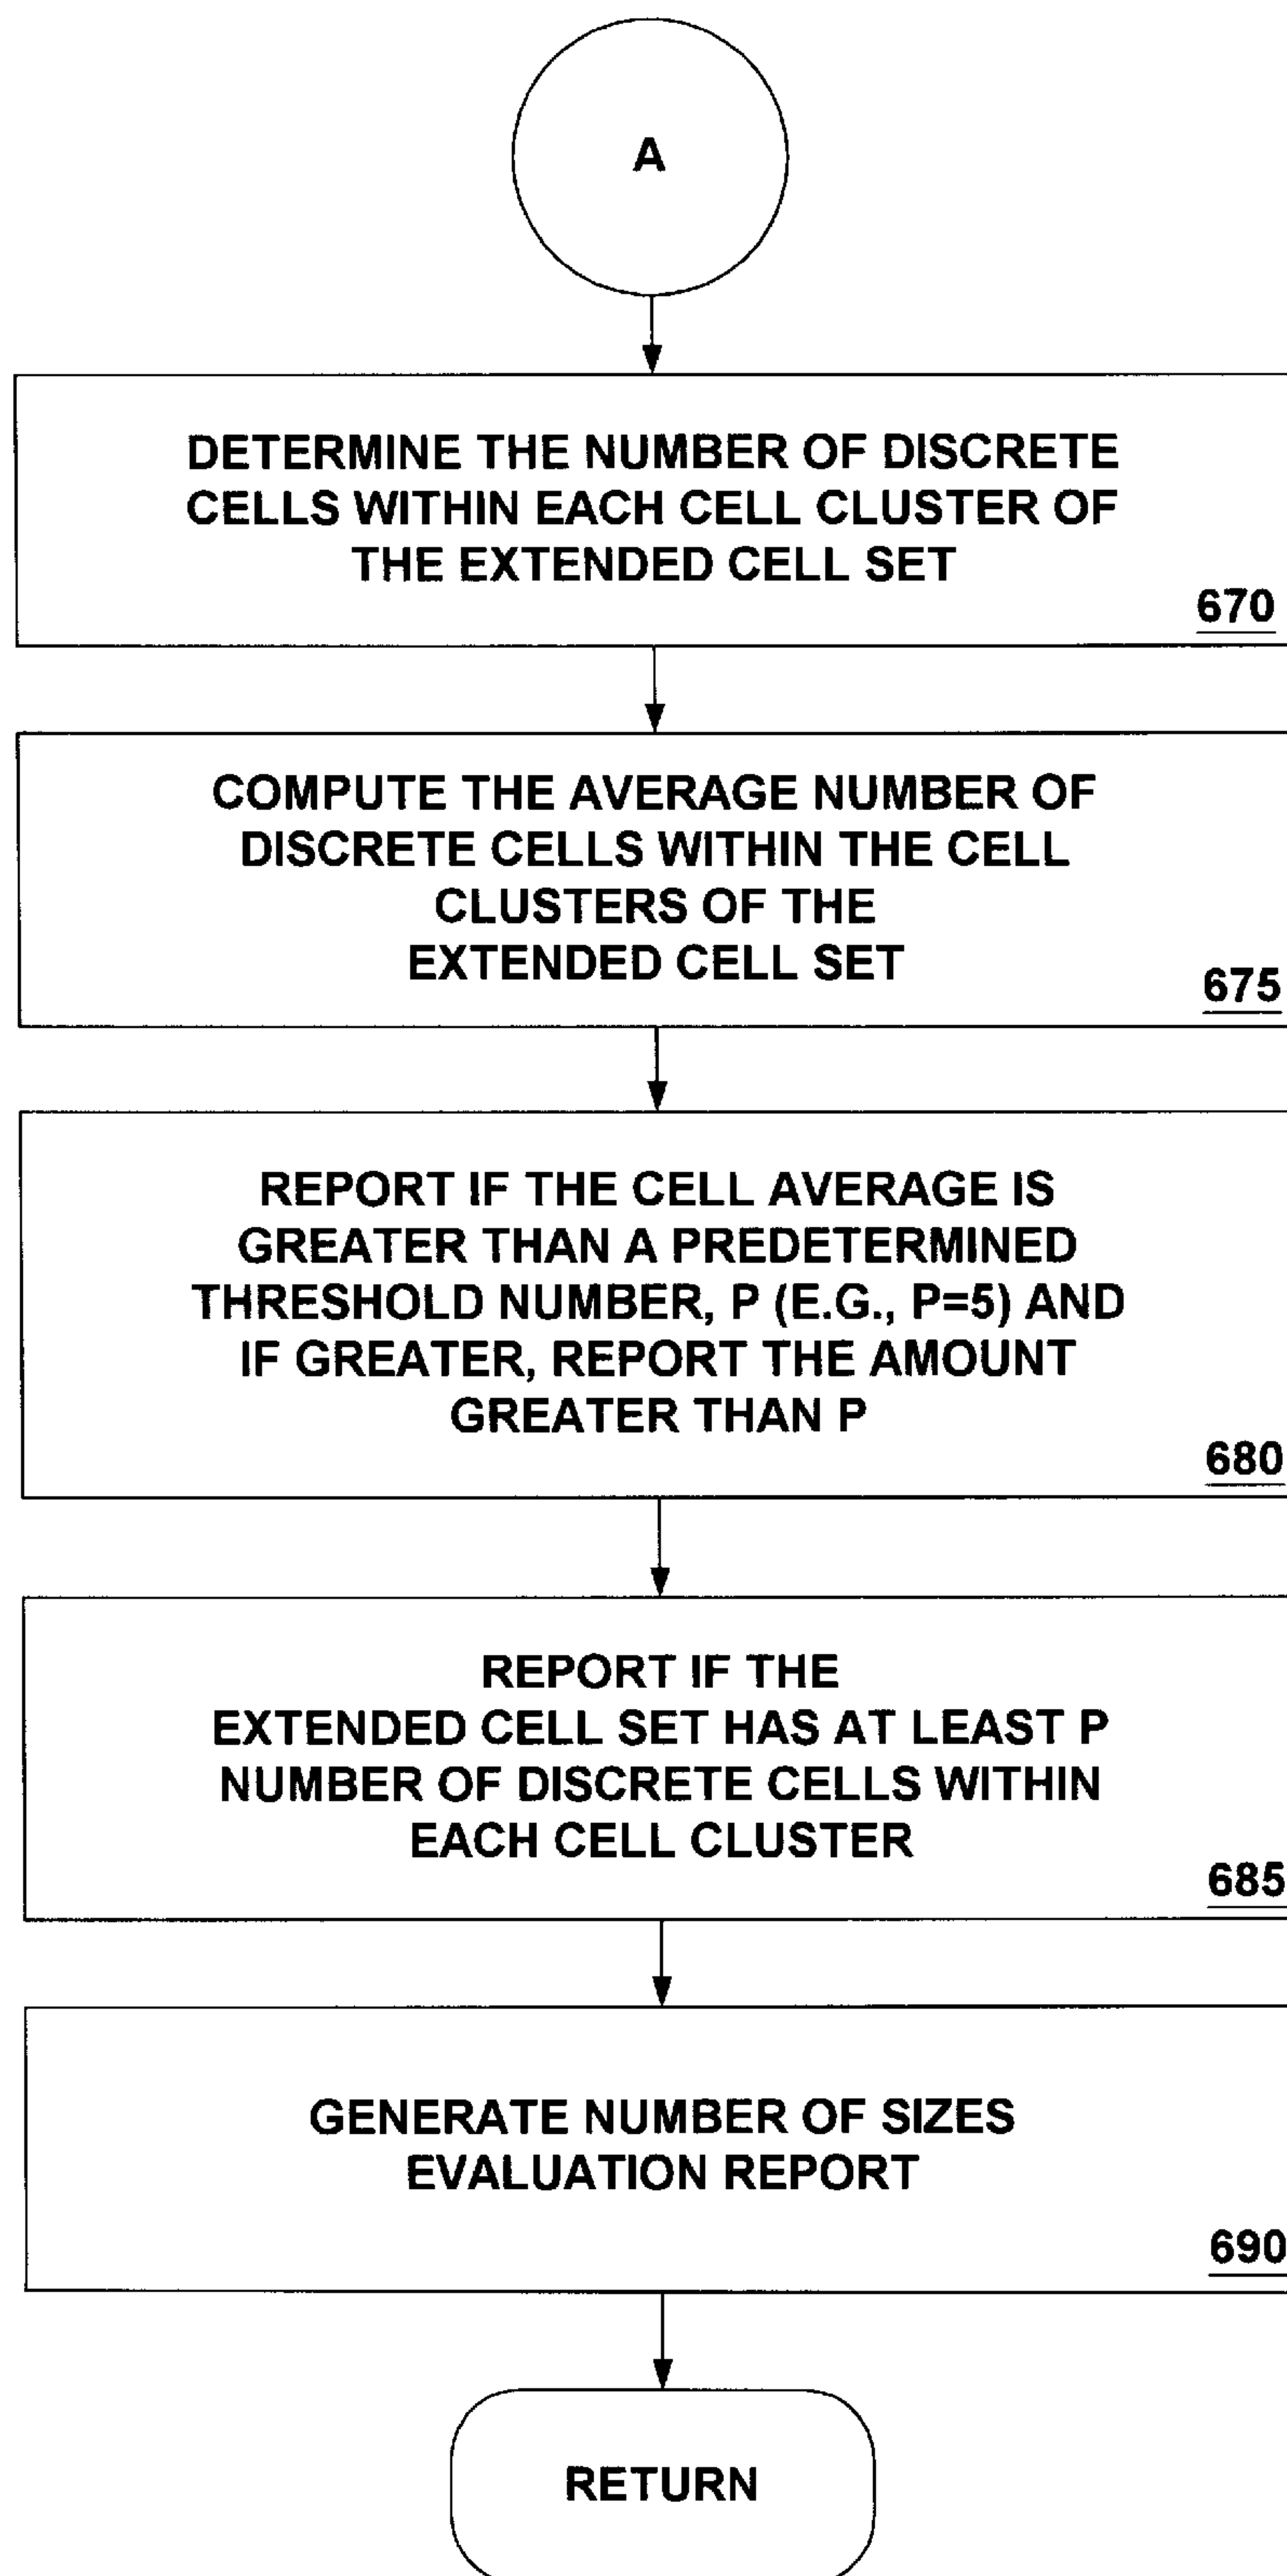 A
DETERMINE THE NUMBER OF DISCRETE
CELLS WITHIN EACH CELL CLUSTER OF
THE EXTENDED CELL SET
670
COMPUTE THE AVERAGE NUMBER OF
DISCRETE CELLS WITHIN THE CELL
CLUSTERS OF THE
EXTENDED CELL SET
675
REPORT IF THE CELL AVERAGE IS
GREATER THAN A PREDETERMINED
THRESHOLD NUMBER, P (E.G., P=5) AND
IF GREATER, REPORT THE AMOUNT
GREATER THAN P
680
REPORT IF THE
EXTENDED CELL SET HAS AT LEAST P
NUMBER OF DISCRETE CELLS WITHIN
EACH CELL CLUSTER
685
GENERATE NUMBER OF SIZES
EVALUATION REPORT
690
RETURN